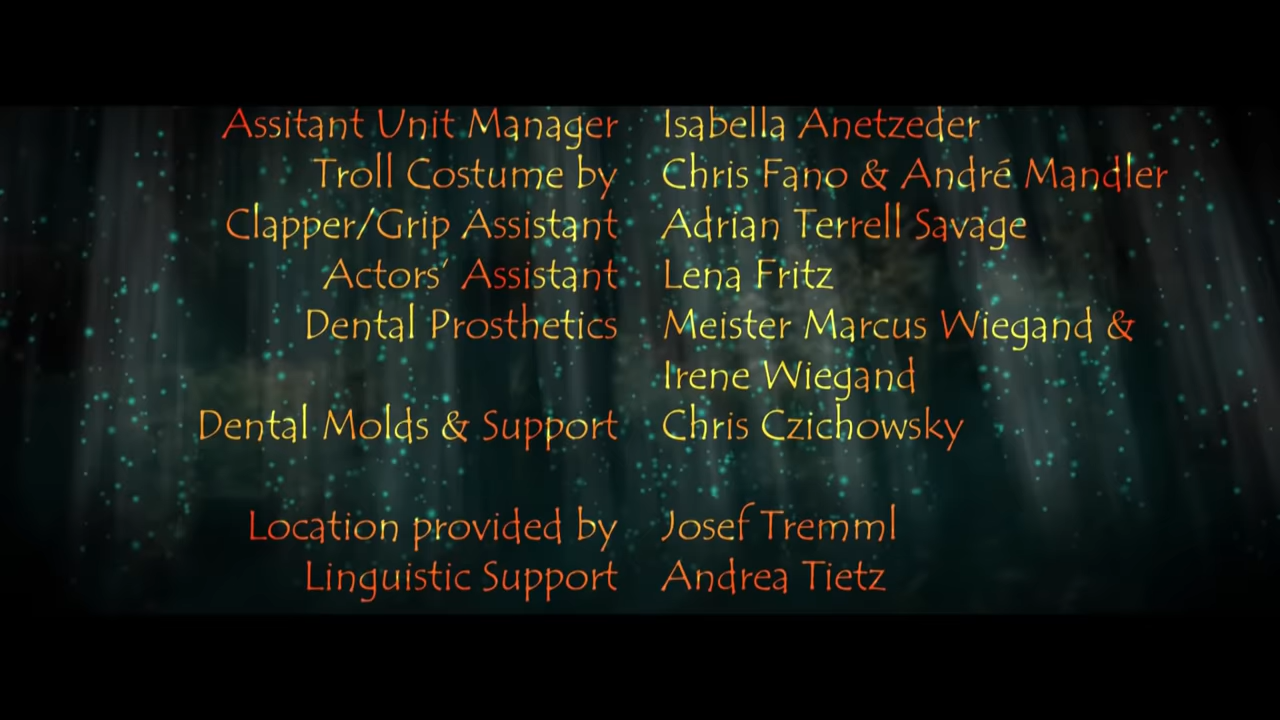 Assitant Unit Manager Isabella Anetzeder
Troll Costume by Chris Fano & André Mandler
Clapper/Grip Assistant Adrian Terrell Savage
Actors' Assistant Lena Fritz
Dental Prosthetics Meister Marcus Wiegand &
Irene Wiegand
Dental Molds & Support Chris Czichowsky
Location provided by Josef Tremml
Linguistic Support Andrea Tietz